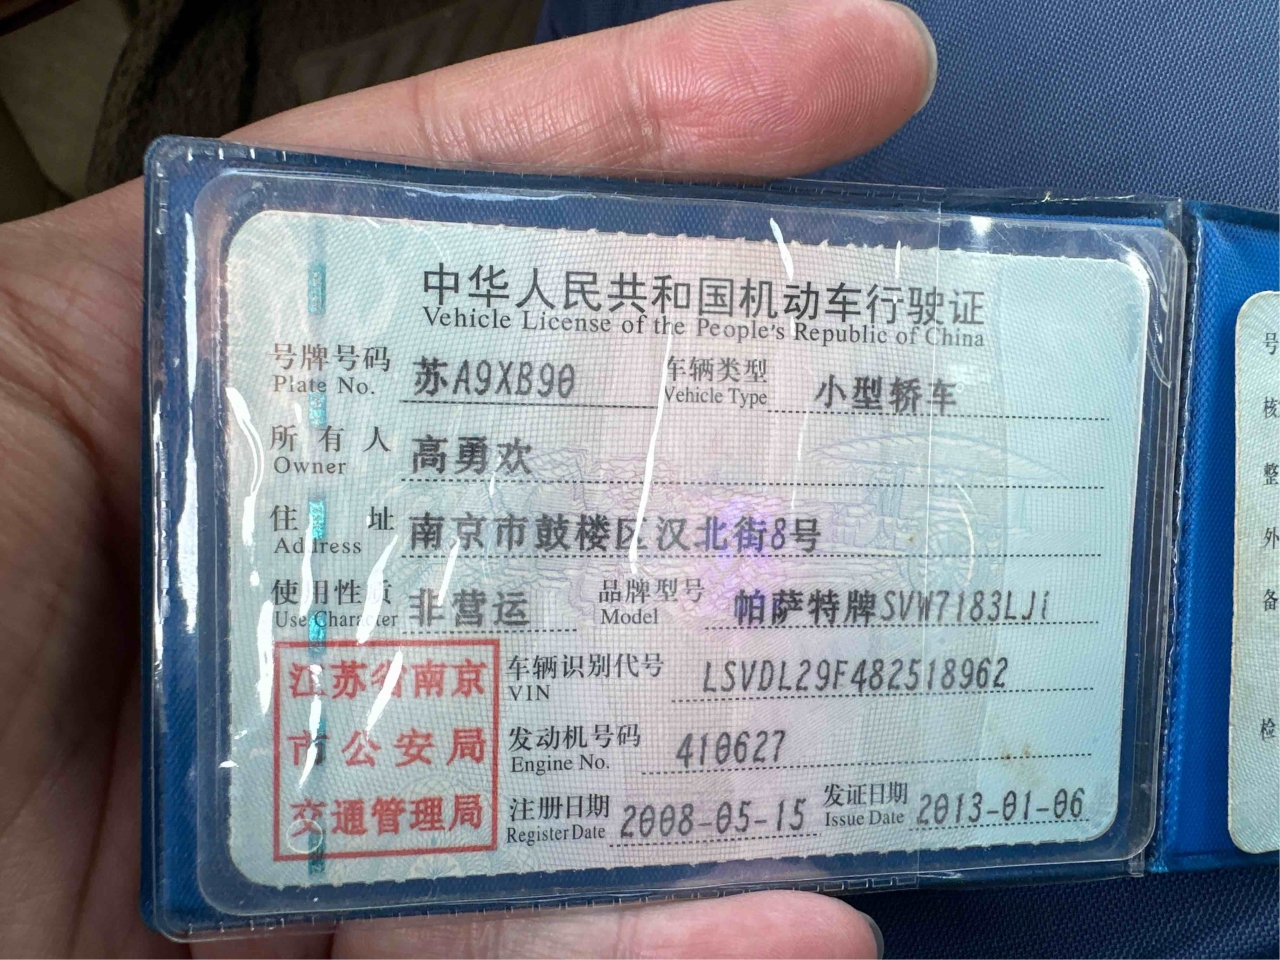 中华人民共和国机动车行驶证
Vehicle License of the People's Republic of China
号牌号码 苏A9XB90 车辆类型 小型轿车
Plate No. Vehicle Type
所有人 高勇欢
Owner
住址 南京市鼓楼区汉北街8号
Address
使用性质 非营运 品牌型号 帕萨特牌SVW7183LJi
Use Character Model
江苏省南京
市公安局
交通管理局
车辆识别代号 LSVDL29F482518962
VIN
发动机号码 410627
Engine No.
注册日期 2008-05-15 发证日期 2013-01-06
Register Date Issue Date
号
核
整
外
备
检